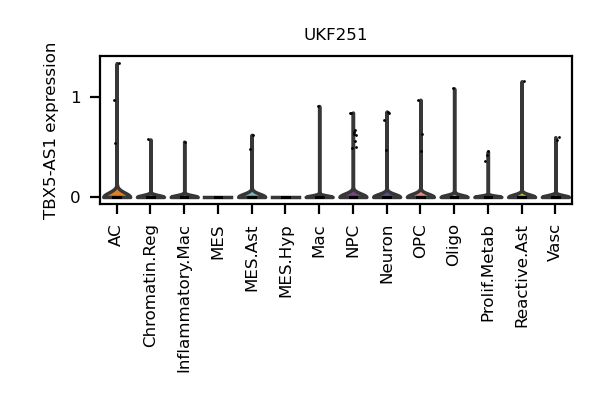 UKF251
TBX5-AS1 expression
1
0
AC
Chromatin.Reg
Inflammatory.Mac
MES
MES.Ast
MES.Hyp
Mac
NPC
Neuron
OPC
Oligo
Prolif.Metab
Reactive.Ast
Vasc